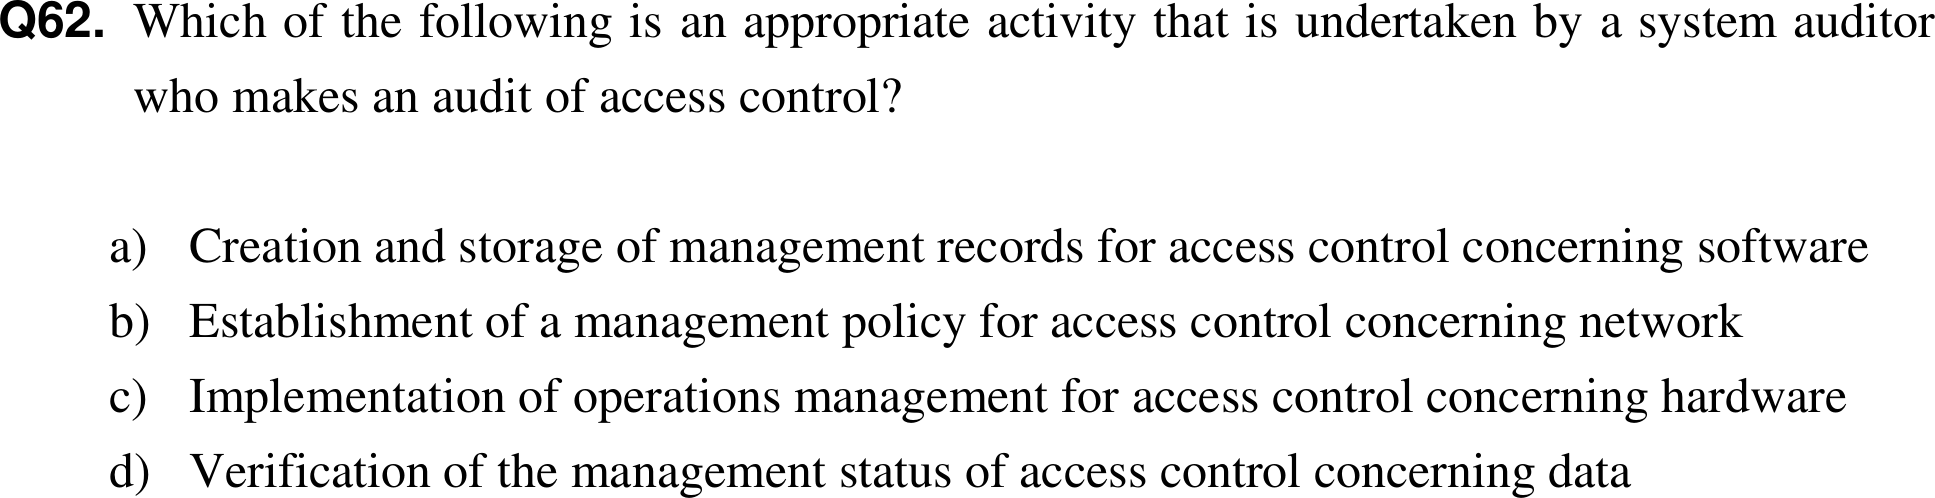 Q62. Which of the following is an appropriate activity that is undertaken by a system auditor
who makes an audit of access control?
a) Creation and storage of management records for access control concerning software
b) Establishment of a management policy for access control concerning network
c) Implementation of operations management for access control concerning hardware
d) Verification of the management status of access control concerning data